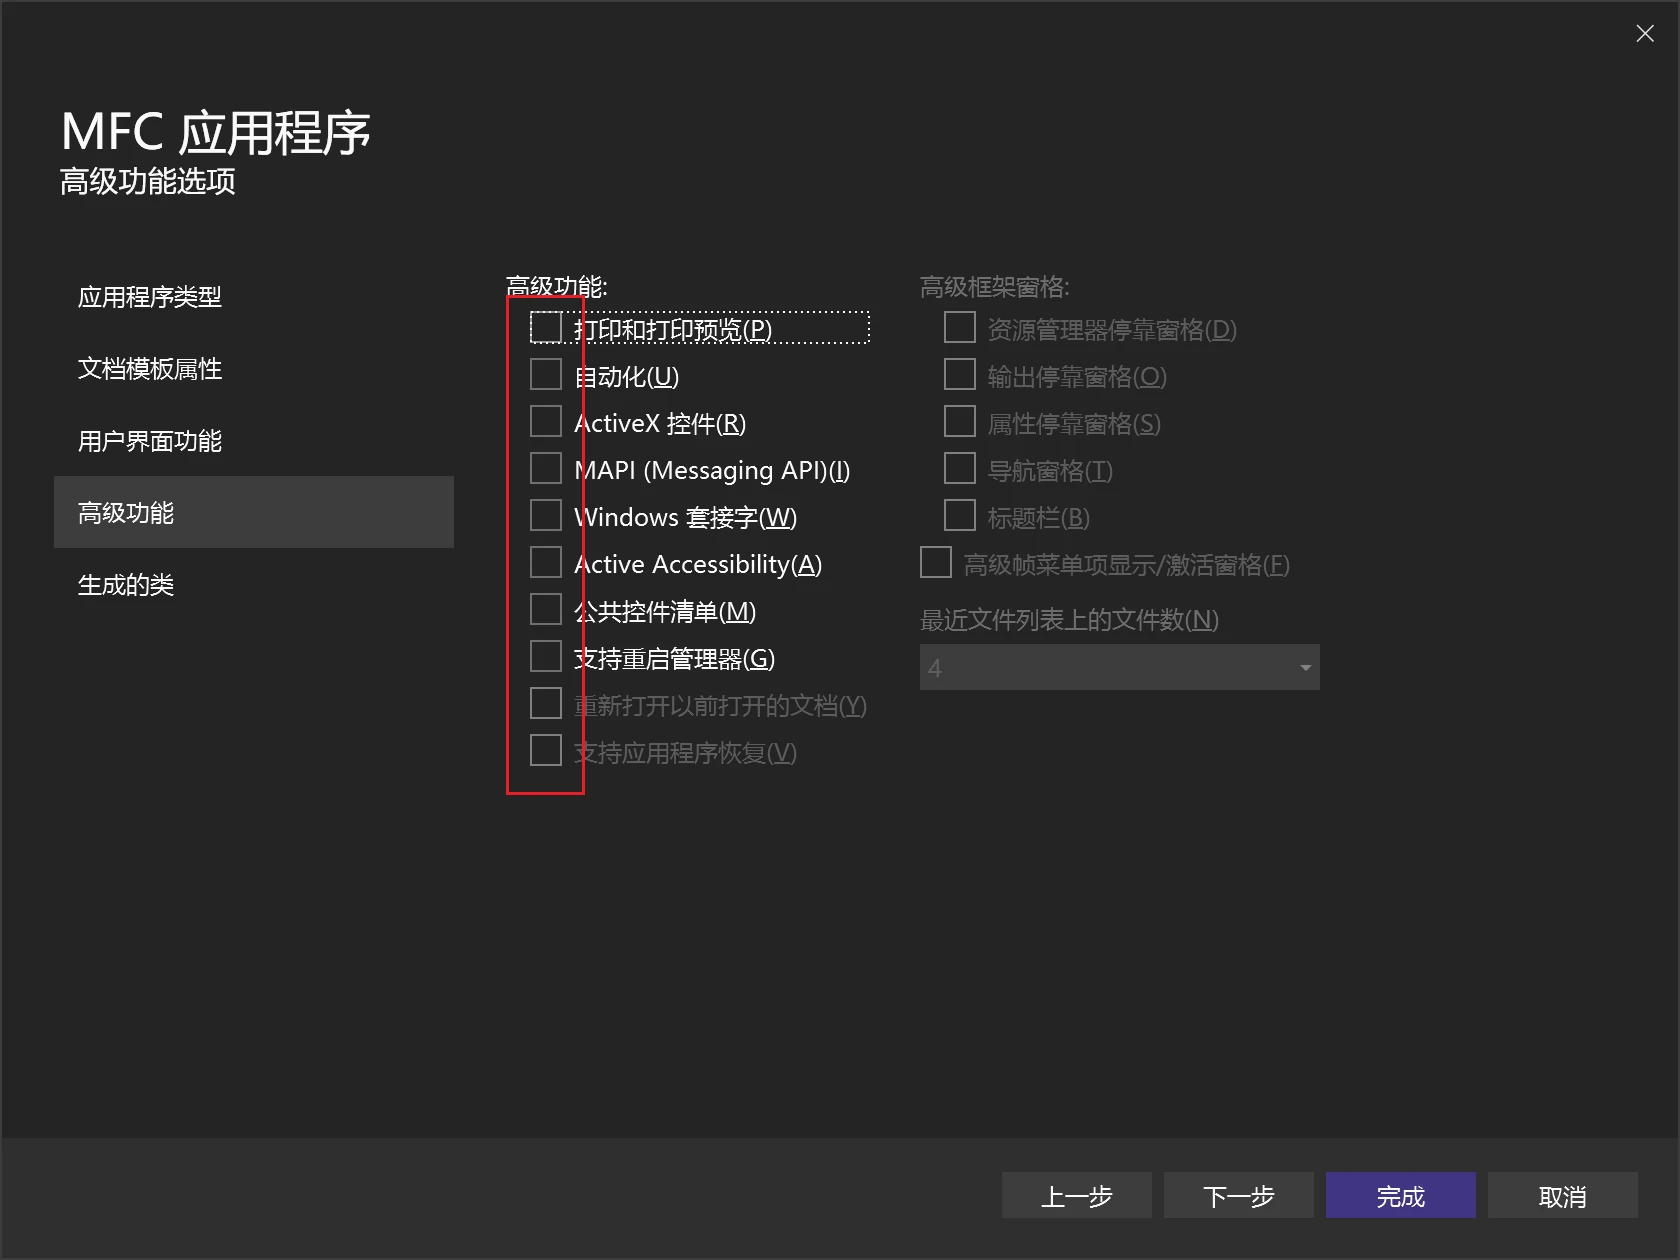 MFC 应用程序
高级功能选项
应用程序类型
文档模板属性
用户界面功能
高级功能
生成的类
高级功能:
打印和打印预览(P)
自动化(U)
ActiveX 控件(R)
MAPI (Messaging API)(I)
Windows 套接字(W)
Active Accessibility(A)
公共控件清单(M)
支持重启管理器(G)
重新打开以前打开的文档(Y)
支持应用程序恢复(V)
高级框架窗格:
资源管理器停靠窗格(D)
输出停靠窗格(O)
属性停靠窗格(S)
导航窗格(T)
标题栏(B)
高级帧菜单项显示/激活窗格(F)
最近文件列表上的文件数(N)
4
上一步
下一步
完成
取消